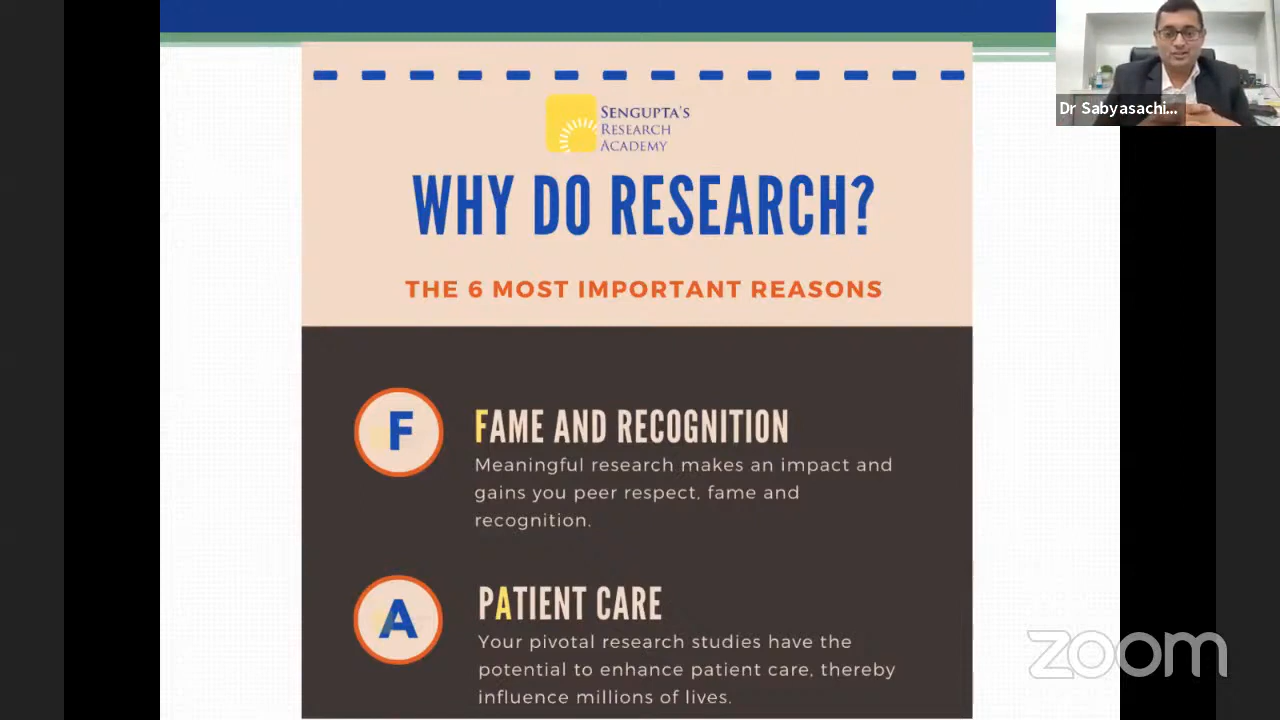 Dr Sabyasachi...
SENGUPTA'S
RESEARCH
ACADEMY
WHY DO RESEARCH?
THE 6 MOST IMPORTANT REASONS
F
FAME AND RECOGNITION
Meaningful research makes an impact and
gains you peer respect, fame and
recognition.
A
PATIENT CARE
Your pivotal research studies have the
potential to enhance patient care, thereby
influence millions of lives.
zoom